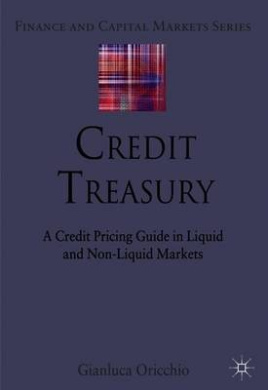 FINANCE AND CAPITAL MARKETS SERIES
CREDIT
TREASURY
A Credit Pricing Guide in Liquid
and Non-Liquid Markets
Gianluca Oricchio